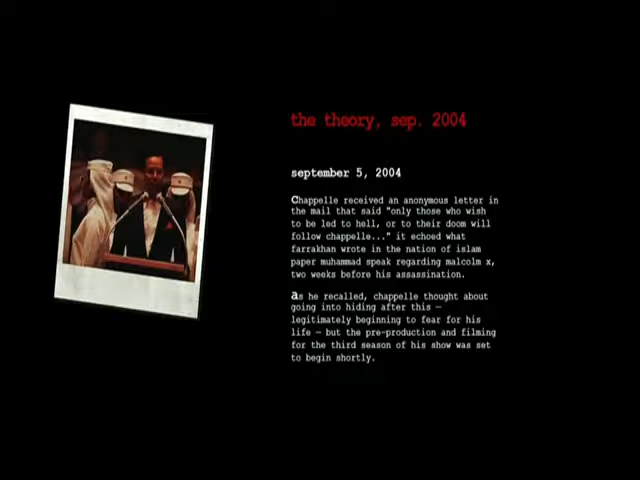 the theory, sep. 2004
september 5, 2004
Chappelle received an anonymous letter in
the mail that said "only those who wish
to be led to hell, or to their doom will
follow chappelle..." it echoed what
farrakhan wrote in the nation of islam
paper muhammad speak regarding malcolm x,
two weeks before his assassination.
as he recalled, chappelle thought about
going into hiding after this —
legitimately beginning to fear for his
life — but the pre-production and filming
for the third season of his show was set
to begin shortly.